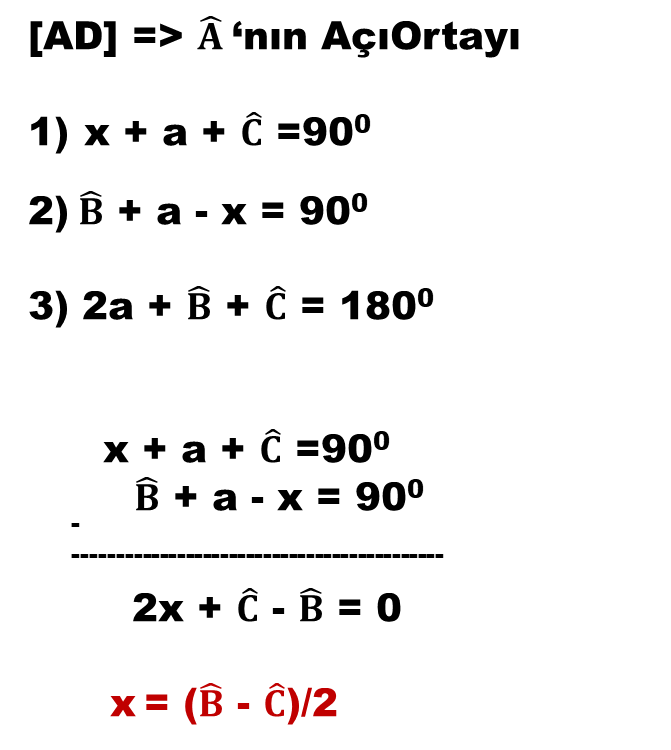 [AD] => Â ‘nın AçıOrtayı
1) x + a + Ĉ =90⁰
2) B̂ + a - x = 90⁰
3) 2a + B̂ + Ĉ = 180⁰
x + a + Ĉ =90⁰
B̂ + a - x = 90⁰
-
-------------------------------------------
2x + Ĉ - B̂ = 0
x = (B̂ - Ĉ)/2